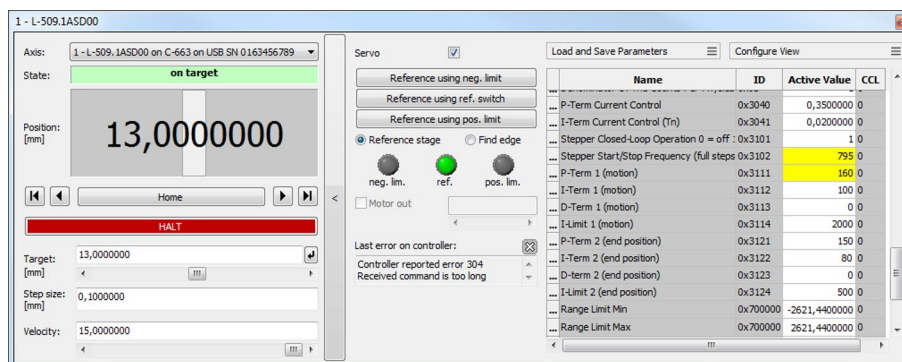 1 - L-509.1ASD00
Axis:
1 - L-509.1ASD00 on C-663 on USB SN 0163456789
State:
on target
Position:
[mm]
13,0000000
Home
HALT
Target:
[mm]
13,0000000
Step size:
[mm]
0,1000000
Velocity:
15,0000000
<
Servo
Reference using neg. limit
Reference using ref. switch
Reference using pos. limit
Reference stage
Find edge
neg. lim.
ref.
pos. lim.
Motor out
Last error on controller:
Controller reported error 304
Received command is too long
Load and Save Parameters
Configure View
Name ID Active Value CCL
... P-Term Current Control 0x3040 0,3500000 0
... I-Term Current Control (Tn) 0x3041 0,0200000 0
... Stepper Closed-Loop Operation 0 = off 0x3101 1 0
... Stepper Start/Stop Frequency (full steps 0x3102 795 0
... P-Term 1 (motion) 0x3111 160 0
... I-Term 1 (motion) 0x3112 100 0
... D-Term 1 (motion) 0x3113 0 0
... I-Limit 1 (motion) 0x3114 2000 0
... P-Term 2 (end position) 0x3121 150 0
... I-Term 2 (end position) 0x3122 80 0
... D-term 2 (end position) 0x3123 0 0
... I-Limit 2 (end position) 0x3124 500 0
... Range Limit Min 0x700000 -2621,4400000 0
... Range Limit Max 0x700000 2621,4400000 0